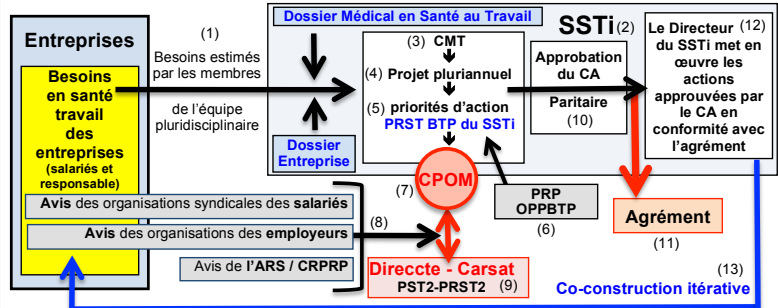 Entreprises
Besoins
en santé
travail
des
entreprises
(salariés et
responsable)
(1)
Besoins estimés
par les membres
de l'équipe
pluridisciplinaire
Dossier Médical en Santé au Travail
Dossier
Entreprise
SSTi (2)
(3) CMT
(4) Projet pluriannuel
(5) priorités d'action
PRST BTP du SSTi
Approbation
du CA
Paritaire
(10)
Le Directeur (12)
du SSTi met en
œuvre les
actions
approuvées par
le CA en
conformité avec
l'agrément
(7) CPOM
PRP
OPPBTP
(6)
Agrément
(11)
Avis des organisations syndicales des salariés
Avis des organisations des employeurs
Avis de l'ARS / CRPRP
(8)
Direccte - Carsat
PST2-PRST2 (9)
(13)
Co-construction itérative